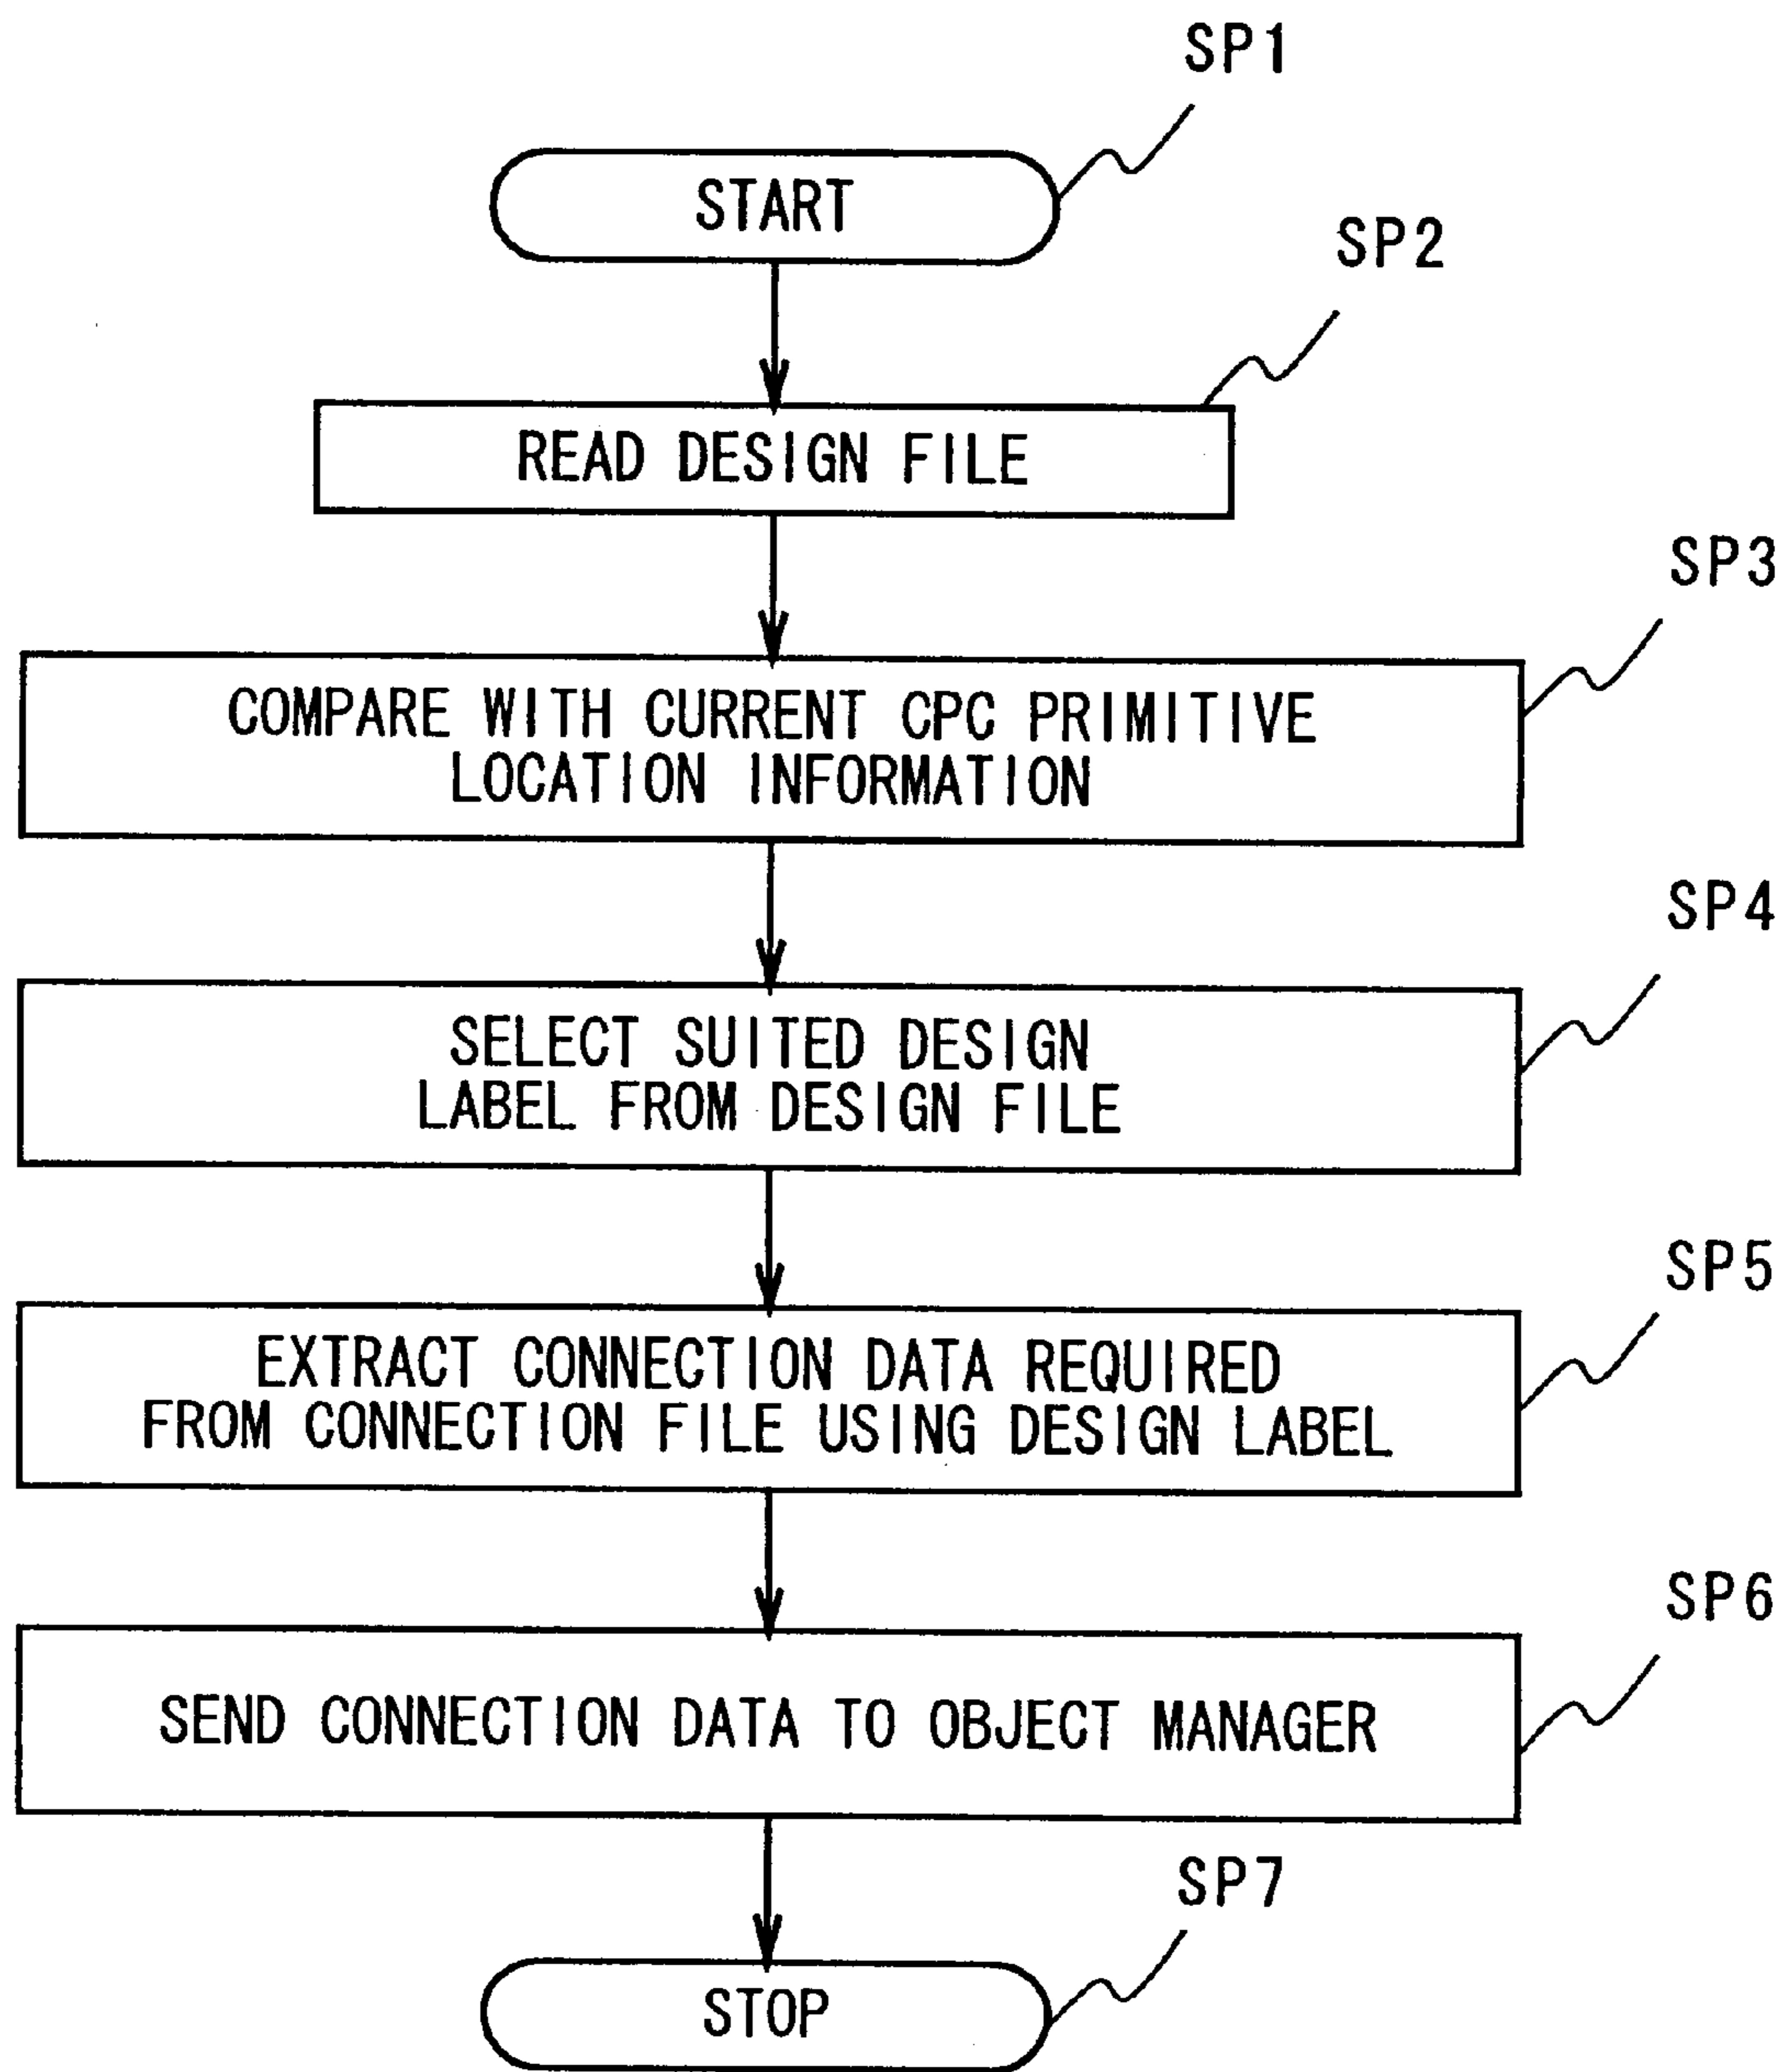 SP1
START
SP2
READ DESIGN FILE
SP3
COMPARE WITH CURRENT CPC PRIMITIVE
LOCATION INFORMATION
SP4
SELECT SUITED DESIGN
LABEL FROM DESIGN FILE
SP5
EXTRACT CONNECTION DATA REQUIRED
FROM CONNECTION FILE USING DESIGN LABEL
SP6
SEND CONNECTION DATA TO OBJECT MANAGER
SP7
STOP